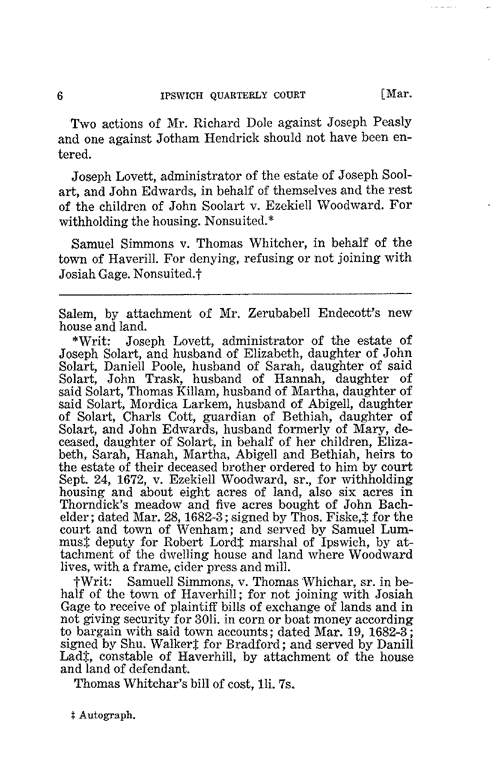 6 IPSWICH QUARTERLY COURT [Mar.
Two actions of Mr. Richard Dole against Joseph Peasly
and one against Jotham Hendrick should not have been en-
tered.
Joseph Lovett, administrator of the estate of Joseph Sool-
art, and John Edwards, in behalf of themselves and the rest
of the children of John Soolart v. Ezekiell Woodward. For
withholding the housing. Nonsuited.*
Samuel Simmons v. Thomas Whitcher, in behalf of the
town of Haverill. For denying, refusing or not joining with
Josiah Gage. Nonsuited.†
Salem, by attachment of Mr. Zerubabell Endecott's new
house and land.
*Writ: Joseph Lovett, administrator of the estate of
Joseph Solart, and husband of Elizabeth, daughter of John
Solart, Daniell Poole, husband of Sarah, daughter of said
Solart, John Trask, husband of Hannah, daughter of
said Solart, Thomas Killam, husband of Martha, daughter of
said Solart, Mordica Larkem, husband of Abigell, daughter
of Solart, Charls Cott, guardian of Bethiah, daughter of
Solart, and John Edwards, husband formerly of Mary, de-
ceased, daughter of Solart, in behalf of her children, Eliza-
beth, Sarah, Hanah, Martha, Abigell and Bethiah, heirs to
the estate of their deceased brother ordered to him by court
Sept. 24, 1672, v. Ezekiell Woodward, sr., for withholding
housing and about eight acres of land, also six acres in
Thorndick's meadow and five acres bought of John Bach-
elder; dated Mar. 28, 1682-3; signed by Thos. Fiske,‡ for the
court and town of Wenham; and served by Samuel Lum-
mus‡ deputy for Robert Lord‡ marshal of Ipswich, by at-
tachment of the dwelling house and land where Woodward
lives, with a frame, cider press and mill.
†Writ: Samuell Simmons, v. Thomas Whichar, sr. in be-
half of the town of Haverhill; for not joining with Josiah
Gage to receive of plaintiff bills of exchange of lands and in
not giving security for 30li. in corn or boat money according
to bargain with said town accounts; dated Mar. 19, 1682-3;
signed by Shu. Walker‡ for Bradford; and served by Danill
Lad‡, constable of Haverhill, by attachment of the house
and land of defendant.
Thomas Whitchar's bill of cost, 1li. 7s.
‡ Autograph.